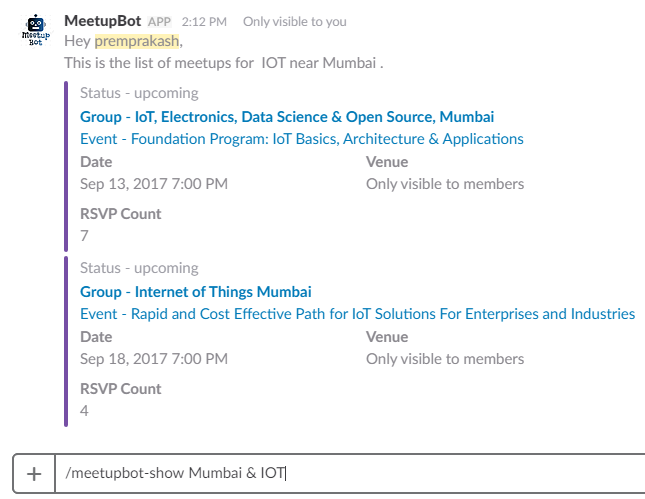 MeetupBot APP 2:12 PM Only visible to you
Meetup
Bot
Hey premprakash,
This is the list of meetups for IOT near Mumbai .
Status - upcoming
Group - IoT, Electronics, Data Science & Open Source, Mumbai
Event - Foundation Program: IoT Basics, Architecture & Applications
Date Venue
Sep 13, 2017 7:00 PM Only visible to members
RSVP Count
7
Status - upcoming
Group - Internet of Things Mumbai
Event - Rapid and Cost Effective Path for IoT Solutions For Enterprises and Industries
Date Venue
Sep 18, 2017 7:00 PM Only visible to members
RSVP Count
4
+ /meetupbot-show Mumbai & IOT